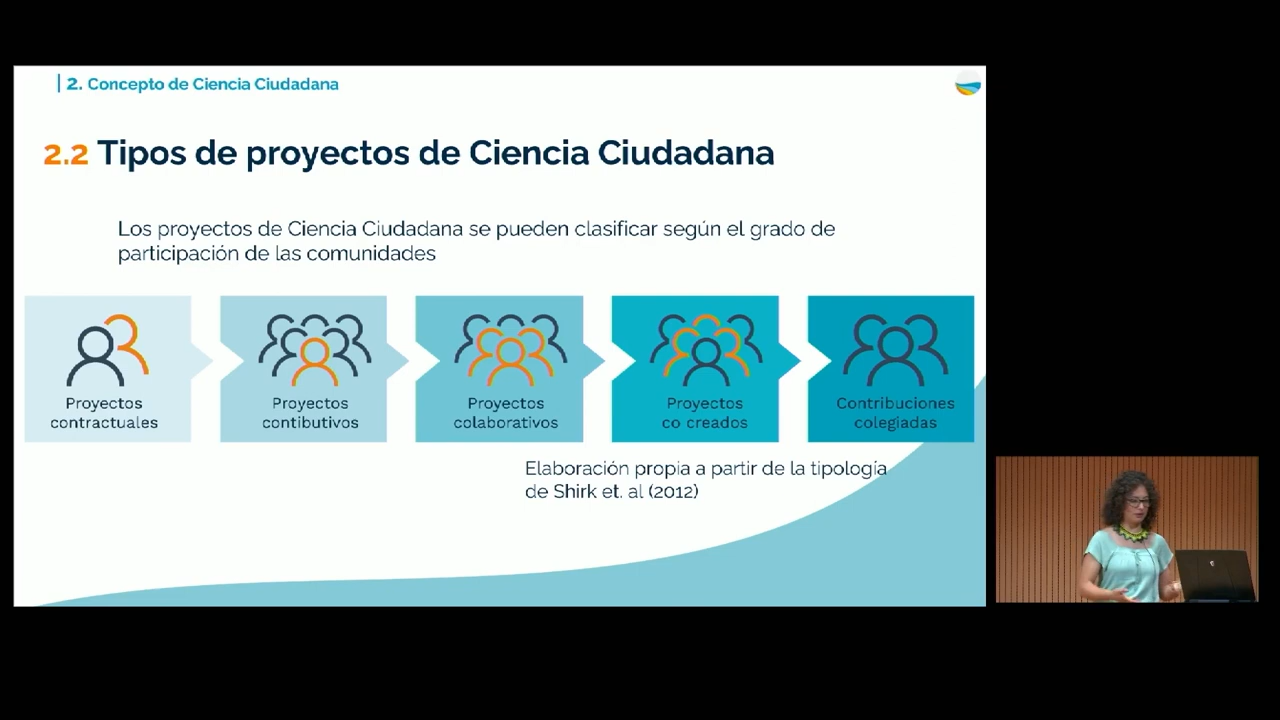 | 2. Concepto de Ciencia Ciudadana
2.2 Tipos de proyectos de Ciencia Ciudadana
Los proyectos de Ciencia Ciudadana se pueden clasificar según el grado de
participación de las comunidades
Proyectos
contractuales
Proyectos
contibutivos
Proyectos
colaborativos
Proyectos
co creados
Contribuciones
colegiadas
Elaboración propia a partir de la tipología
de Shirk et. al (2012)